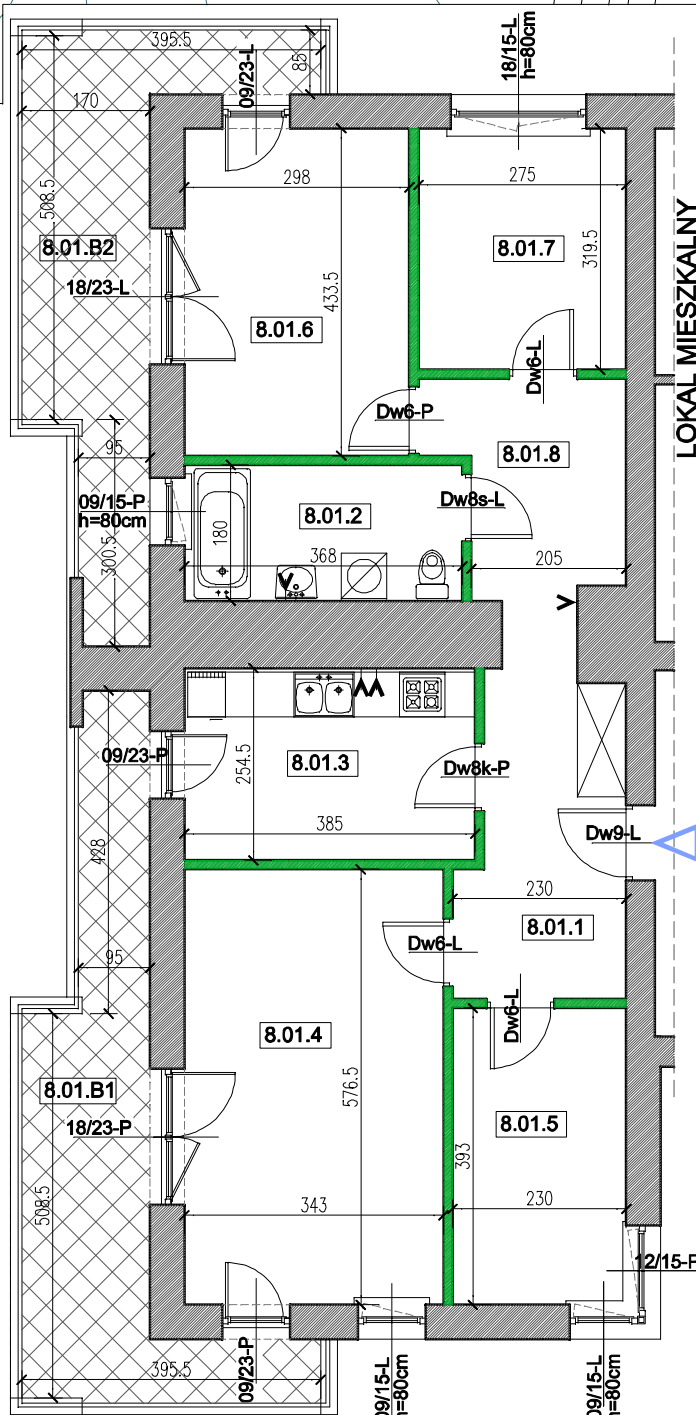 395.5
85
09/23-L
18/15-L
h=80cm
170
298
275
508.5
8.01.B2
18/23-L
433.5
8.01.6
8.01.7
319.5
LOKAL MIESZKALNY
Dw6-L
Dw6-P
95
8.01.8
09/15-P
h=80cm
180
8.01.2
Dw8s-L
300.5
368
205
09/23-P
254.5
8.01.3
Dw8k-P
385
428
Dw9-L
230
8.01.1
95
Dw6-L
Dw6-L
8.01.4
8.01.B1
18/23-P
576.5
8.01.5
393
508.5
343
230
12/15-P
395.5
09/23-P
09/15-L
h=80cm
09/15-L
h=80cm